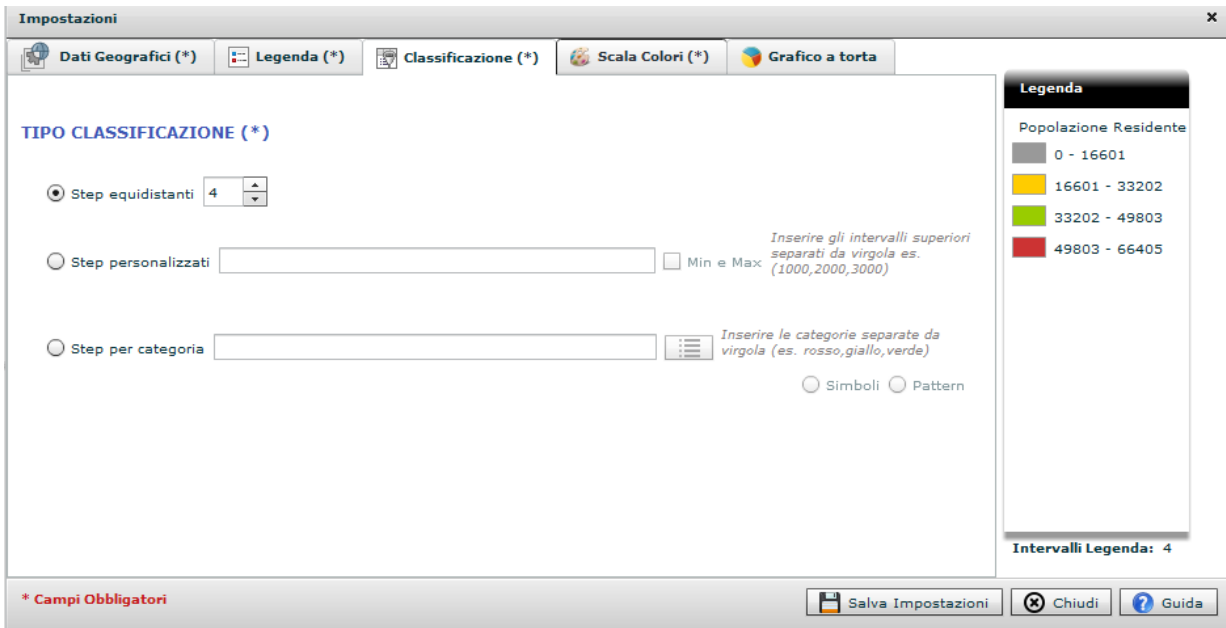 Impostazioni
Dati Geografici (*)
Legenda (*)
Classificazione (*)
Scala Colori (*)
Grafico a torta
TIPO CLASSIFICAZIONE (*)
Step equidistanti 4
Step personalizzati
Min e Max
Inserire gli intervalli superiori
separati da virgola es.
(1000,2000,3000)
Step per categoria
Inserire le categorie separate da
virgola (es. rosso,giallo,verde)
Simboli Pattern
Legenda
Popolazione Residente
0 - 16601
16601 - 33202
33202 - 49803
49803 - 66405
Intervalli Legenda: 4
* Campi Obbligatori
Salva Impostazioni
Chiudi
Guida